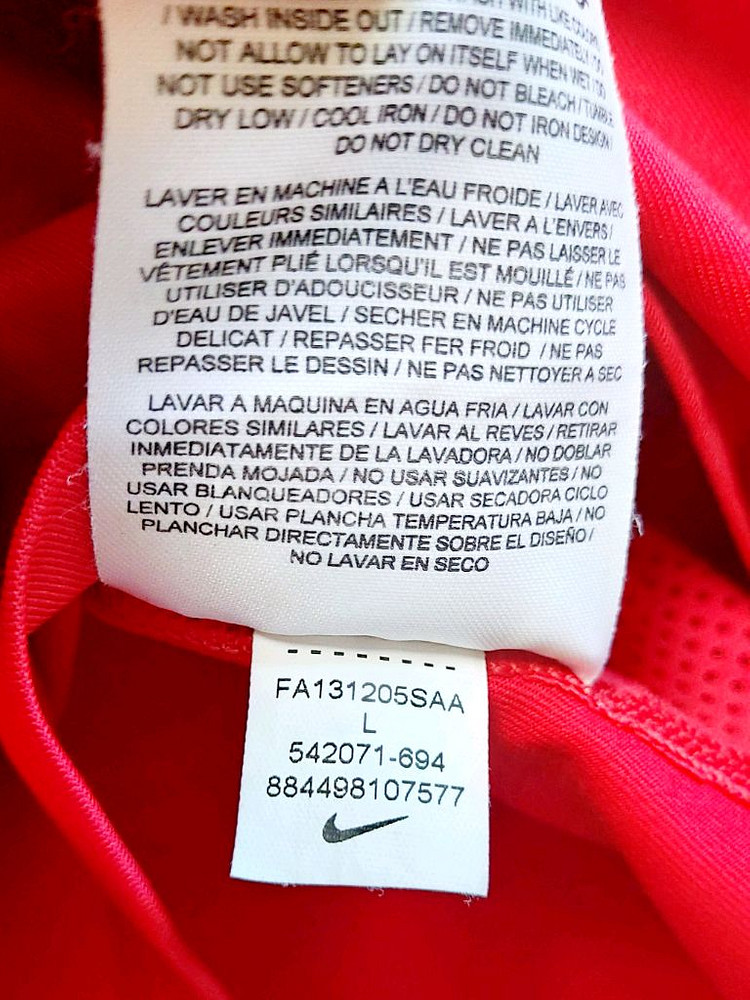 WITH LIKE COLORS
/ WASH INSIDE OUT / REMOVE IMMEDIATELY / DO
NOT ALLOW TO LAY ON ITSELF WHEN WET / DO
NOT USE SOFTENERS / DO NOT BLEACH / TUMBLE
DRY LOW / COOL IRON / DO NOT IRON DESIGN /
DO NOT DRY CLEAN
LAVER EN MACHINE A L'EAU FROIDE / LAVER AVEC
COULEURS SIMILAIRES / LAVER A L'ENVERS /
ENLEVER IMMEDIATEMENT / NE PAS LAISSER LE
VÊTEMENT PLIÉ LORSQU'IL EST MOUILLÉ / NE PAS
UTILISER D'ADOUCISSEUR / NE PAS UTILISER
D'EAU DE JAVEL / SECHER EN MACHINE CYCLE
DELICAT / REPASSER FER FROID / NE PAS
REPASSER LE DESSIN / NE PAS NETTOYER A SEC
LAVAR A MAQUINA EN AGUA FRIA / LAVAR CON
COLORES SIMILARES / LAVAR AL REVES / RETIRAR
INMEDIATAMENTE DE LA LAVADORA / NO DOBLAR
PRENDA MOJADA / NO USAR SUAVIZANTES / NO
USAR BLANQUEADORES / USAR SECADORA CICLO
LENTO / USAR PLANCHA TEMPERATURA BAJA / NO
PLANCHAR DIRECTAMENTE SOBRE EL DISEÑO /
NO LAVAR EN SECO
FA131205SAA
L
542071-694
884498107577